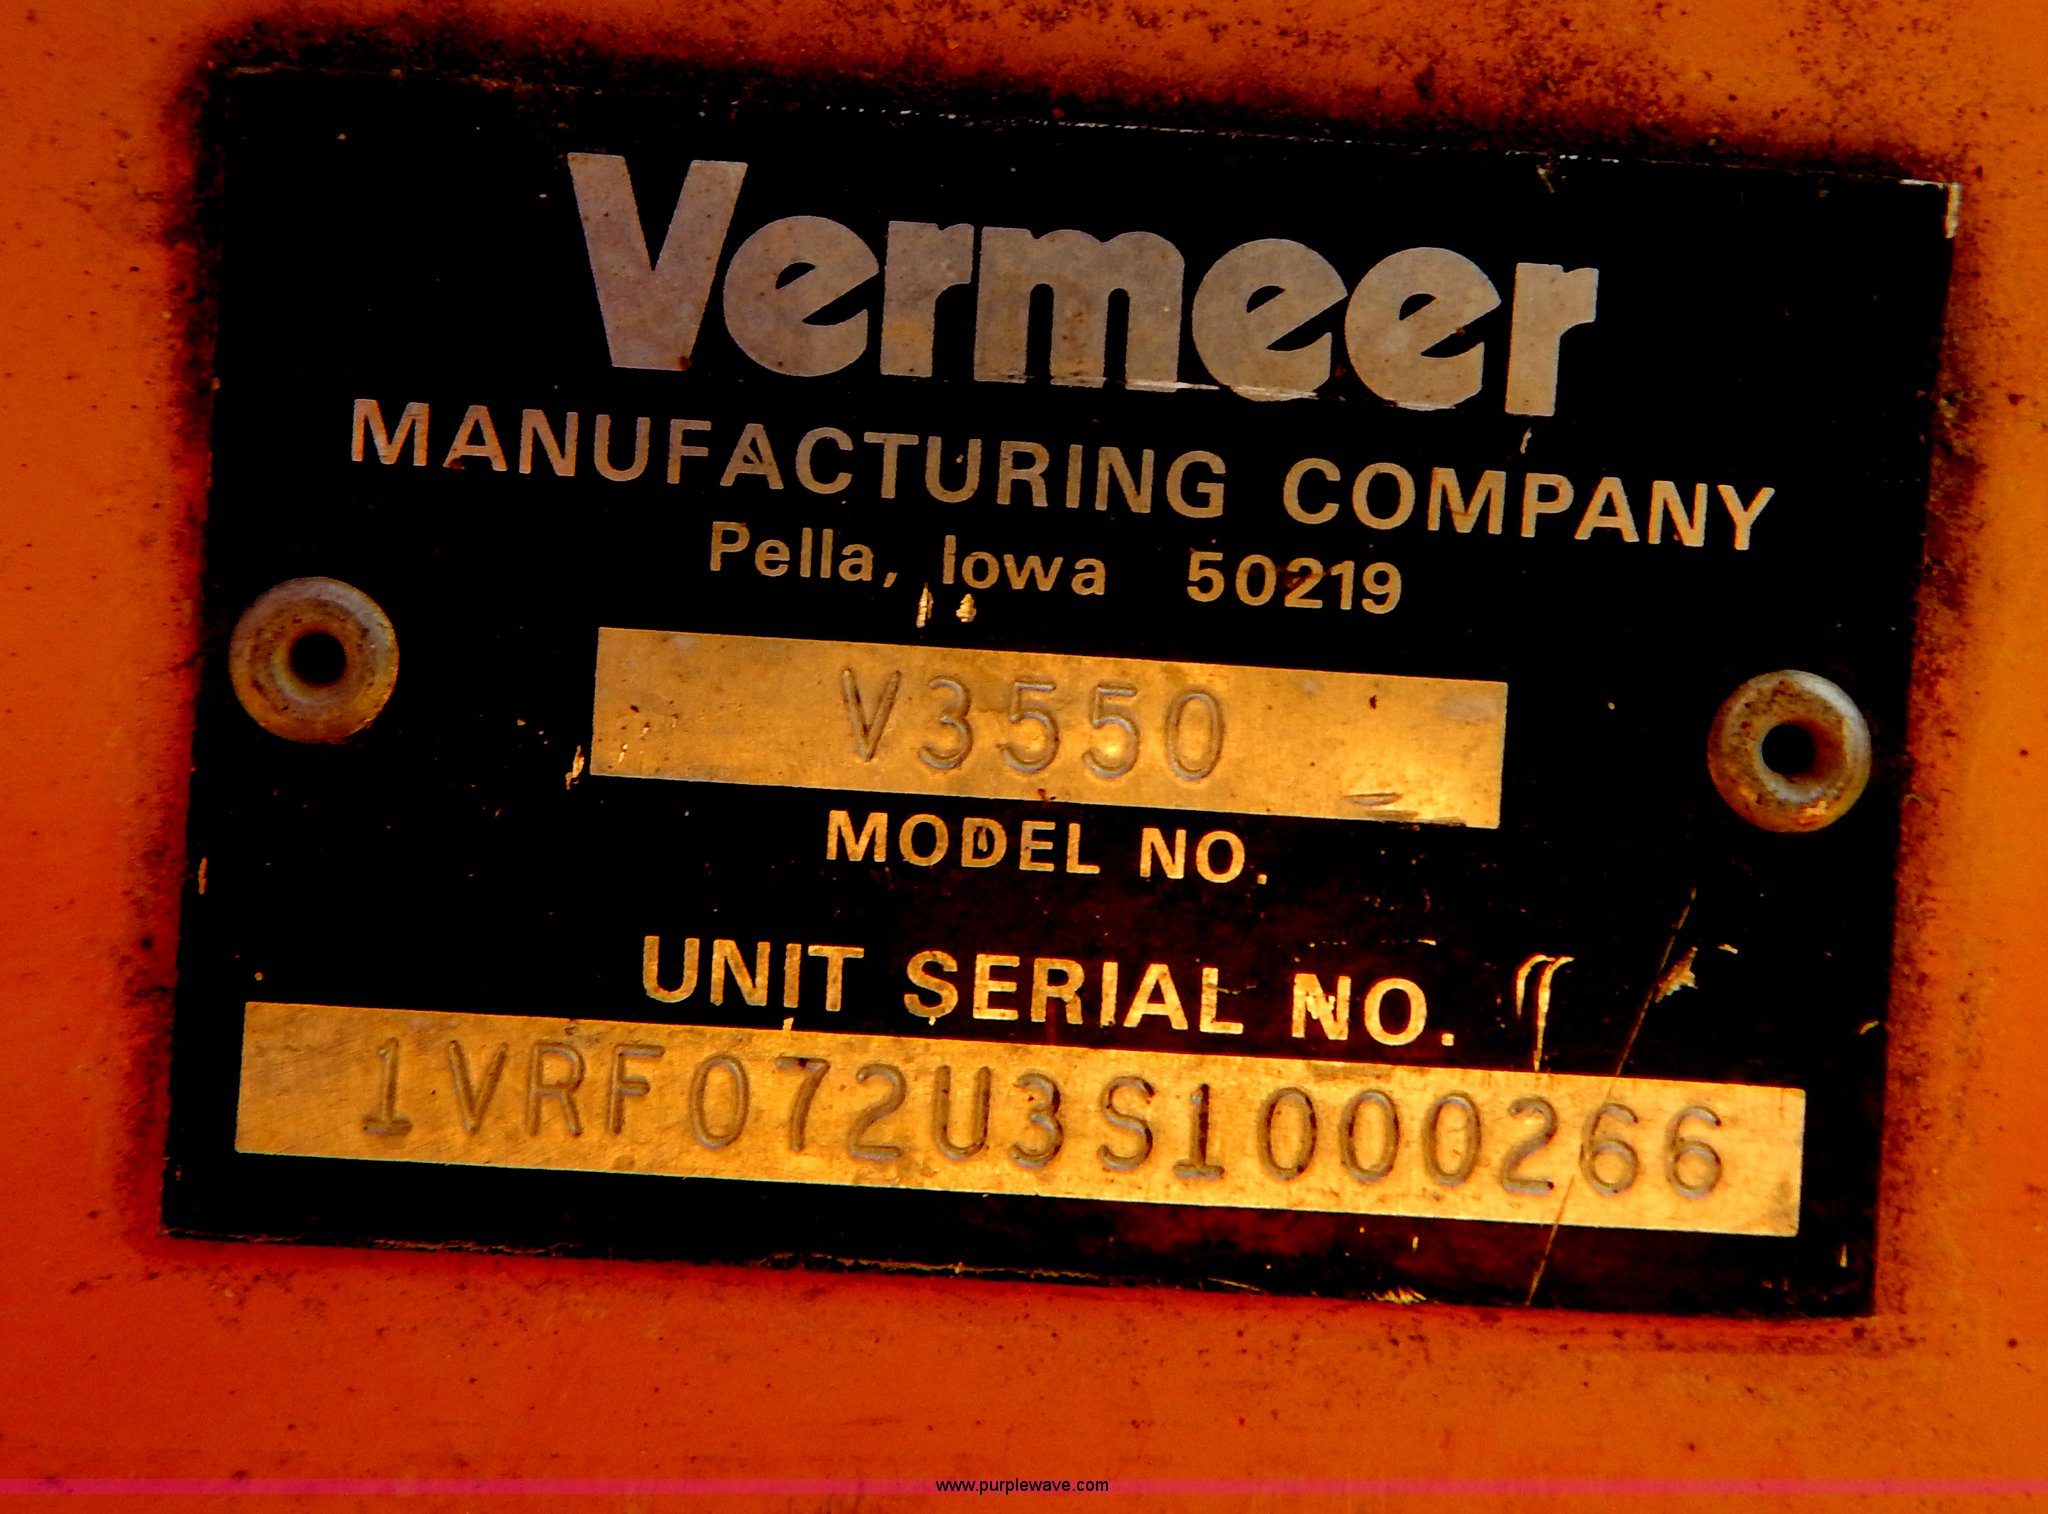 Vermeer
MANUFACTURING COMPANY
Pella, Iowa 50219
V3550
MODEL NO.
UNIT SERIAL NO.
1VRF072U3S1000266
www.purplewave.com